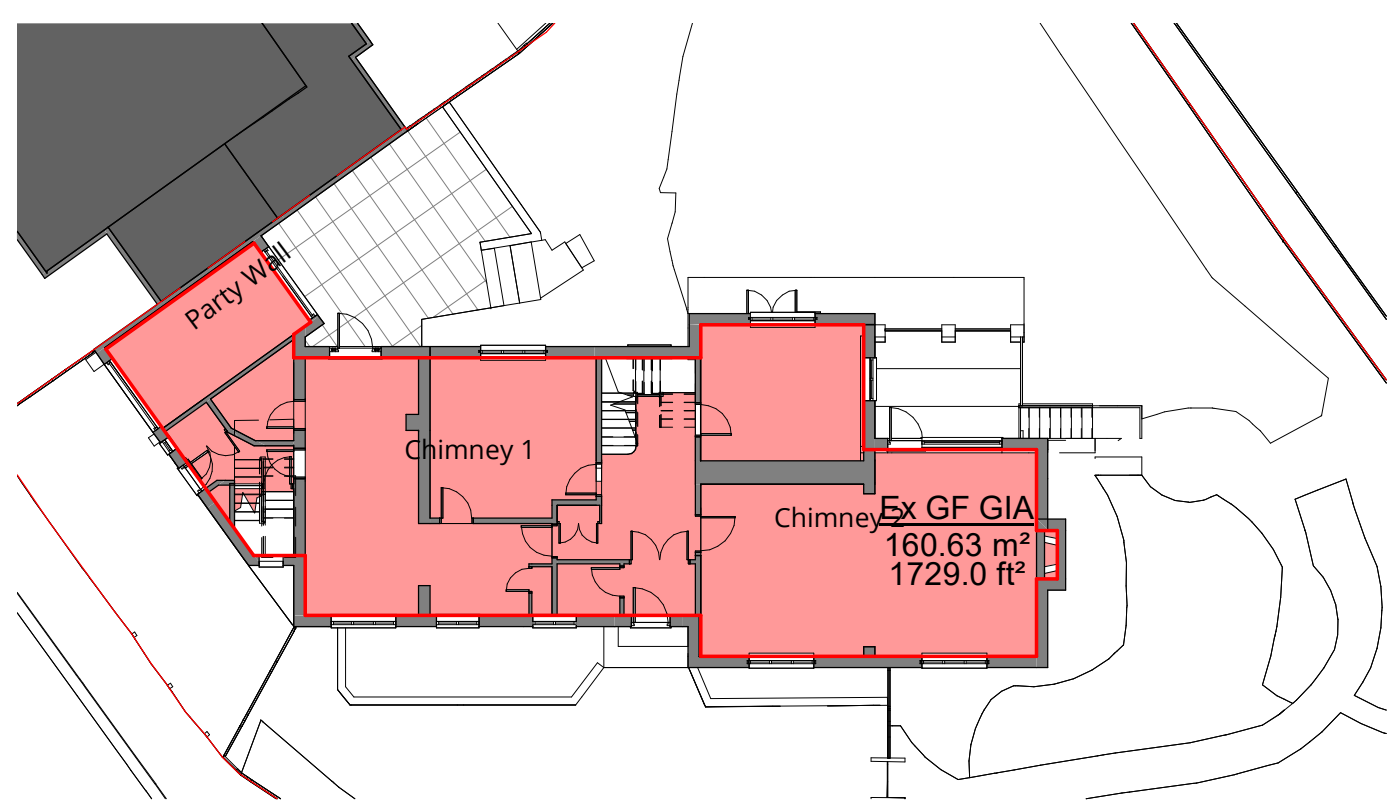 Party Wall
Chimney 1
Chimney 2
Ex GF GIA
160.63 m²
1729.0 ft²